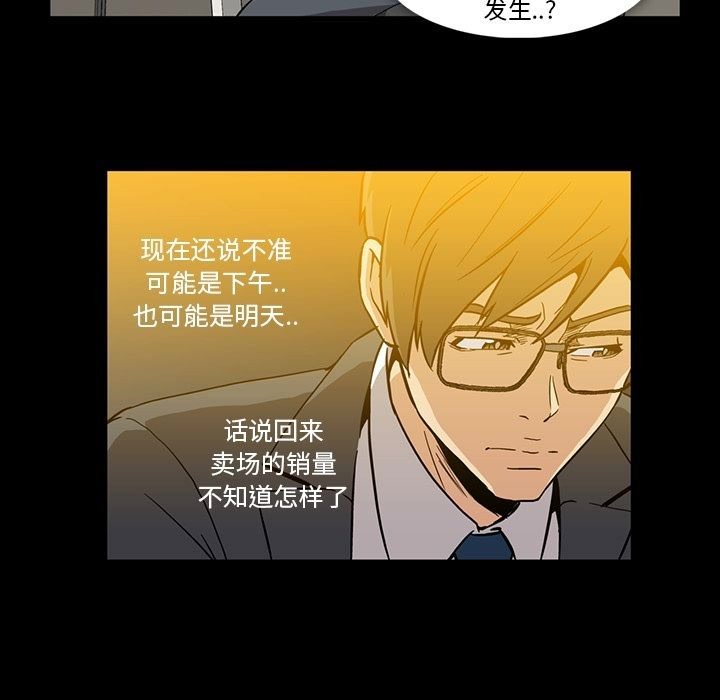 发生..?
现在还说不准
可能是下午..
也可能是明天..
话说回来
卖场的销量
不知道怎样了